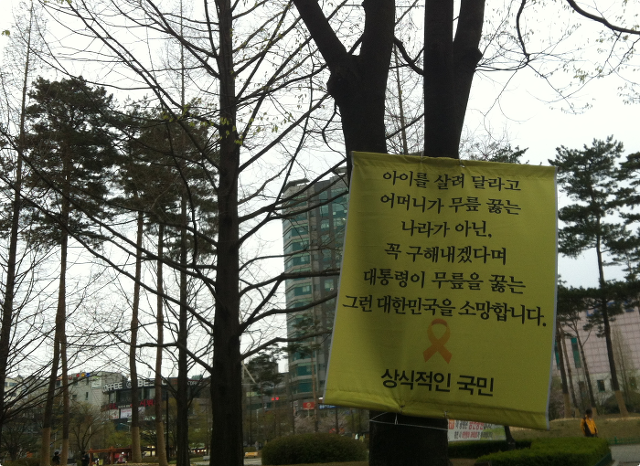 아이를 살려 달라고
어머니가 무릎 꿇는
나라가 아닌,
꼭 구해내겠다며
대통령이 무릎을 꿇는
그런 대한민국을 소망합니다.
상식적인 국민